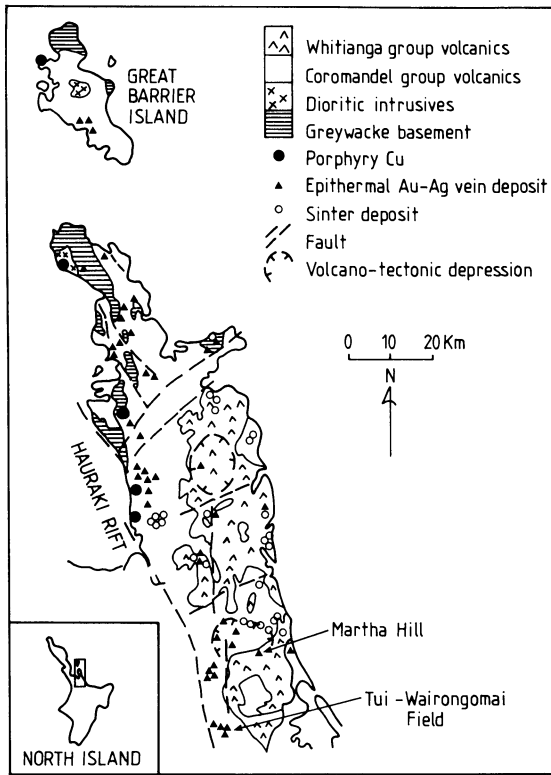 GREAT
BARRIER
ISLAND
Whitianga group volcanics
Coromandel group volcanics
Dioritic intrusives
Greywacke basement
Porphyry Cu
Epithermal Au-Ag vein deposit
Sinter deposit
Fault
Volcano-tectonic depression
0 10 20 Km
N
HAURAKI RIFT
Martha Hill
Tui -Wairongomai
Field
NORTH ISLAND